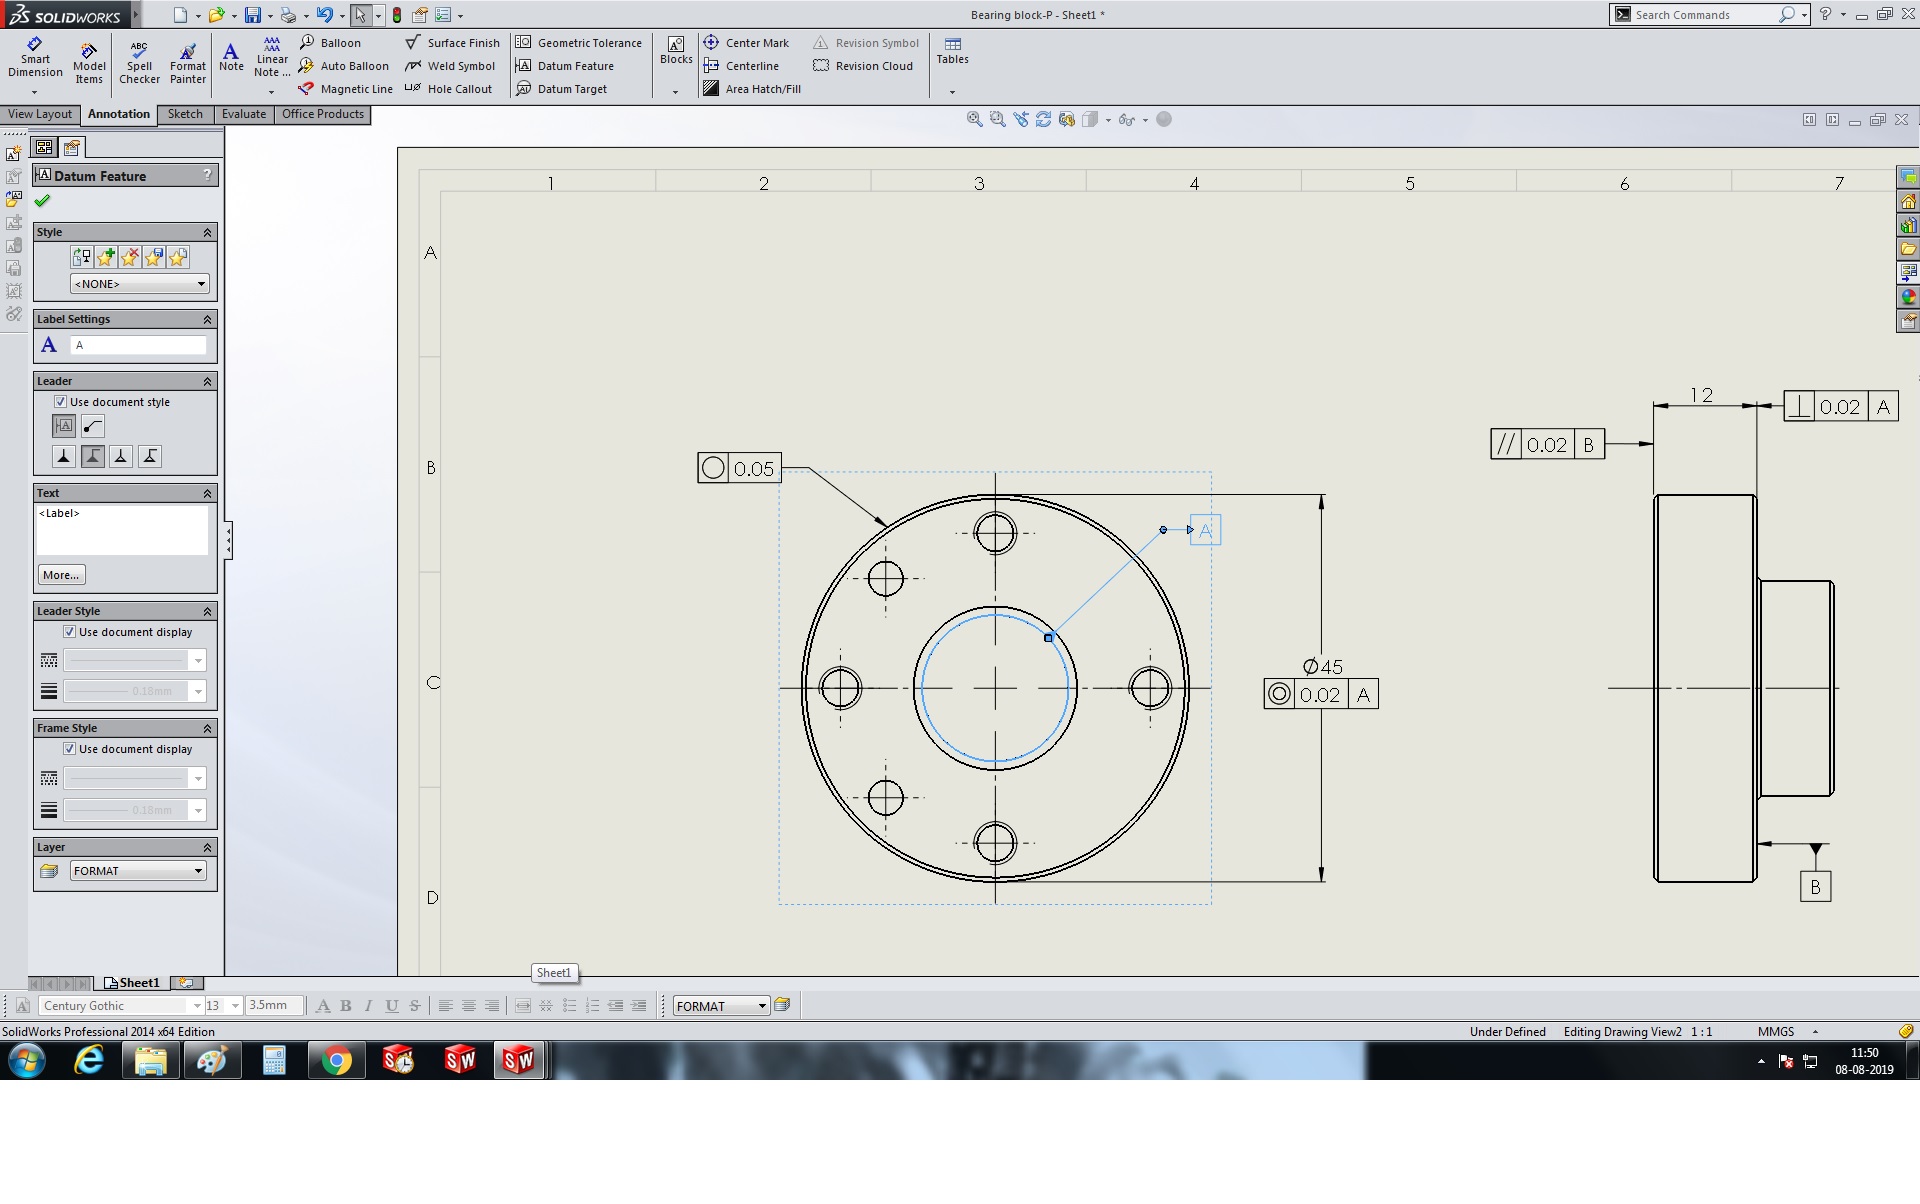 SOLIDWORKS
Bearing block-P - Sheet1 *
Search Commands
Smart Dimension
Model Items
Spell Checker
Format Painter
Note
Linear Note ...
Balloon
Auto Balloon
Magnetic Line
Surface Finish
Weld Symbol
Hole Callout
Geometric Tolerance
Datum Feature
Datum Target
Blocks
Center Mark
Centerline
Area Hatch/Fill
Revision Symbol
Revision Cloud
Tables
View Layout
Annotation
Sketch
Evaluate
Office Products
Datum Feature
?
Style
<NONE>
Label Settings
A
A
Leader
Use document style
Text
<Label>
More...
Leader Style
Use document display
0.18mm
Frame Style
Use document display
0.18mm
Layer
FORMAT
1 2 3 4 5 6 7
A
B
C
D
0.05
A
⌀45
◎ 0.02 A
12
⊥ 0.02 A
// 0.02 B
B
Sheet1
Sheet1
Century Gothic
13
3.5mm
A B I U S
FORMAT
SolidWorks Professional 2014 x64 Edition
Under Defined
Editing Drawing View2
1 : 1
MMGS
11:50
08-08-2019